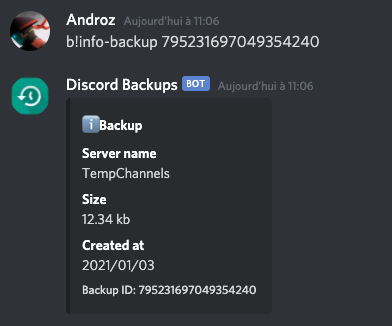 Androz Aujourd'hui à 11:06
b!info-backup 795231697049354240
Discord Backups BOT Aujourd'hui à 11:06
ℹ️Backup
Server name
TempChannels
Size
12.34 kb
Created at
2021/01/03
Backup ID: 795231697049354240